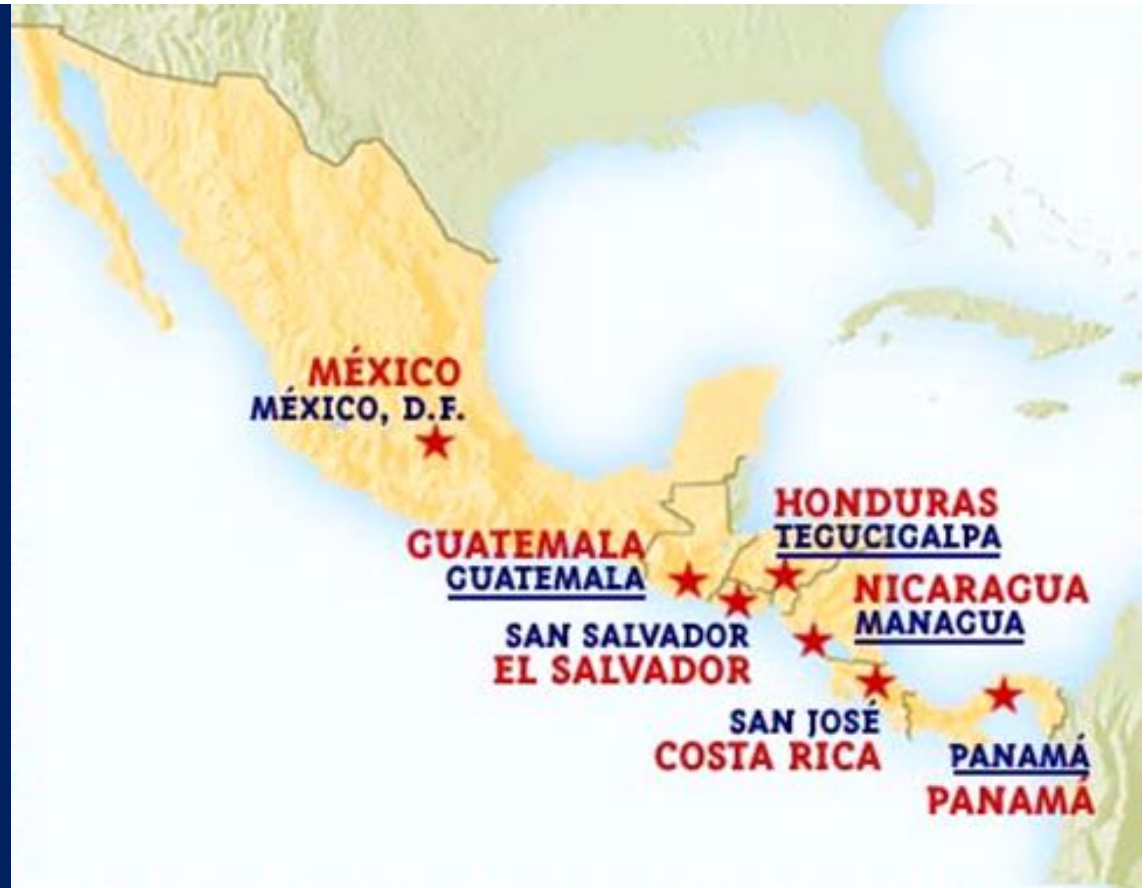 MÉXICO
MÉXICO, D.F.
HONDURAS
TEGUCIGALPA
GUATEMALA
GUATEMALA
NICARAGUA
MANAGUA
SAN SALVADOR
EL SALVADOR
SAN JOSÉ
COSTA RICA
PANAMÁ
PANAMÁ